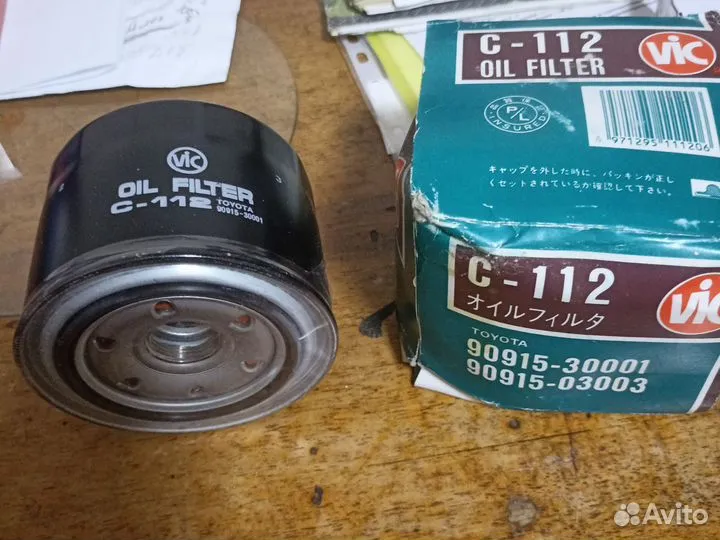 VIC
OIL FILTER
C-112
TOYOTA
90915-30001
C-112
OIL FILTER
VIC
P/L
INSURED
4 971295 111206
キャップを外した時に、パッキンが正し
くセットされているか確認して下さい。
C-112
オイルフィルタ
VIC
TOYOTA
90915-30001
90915-03003
Avito